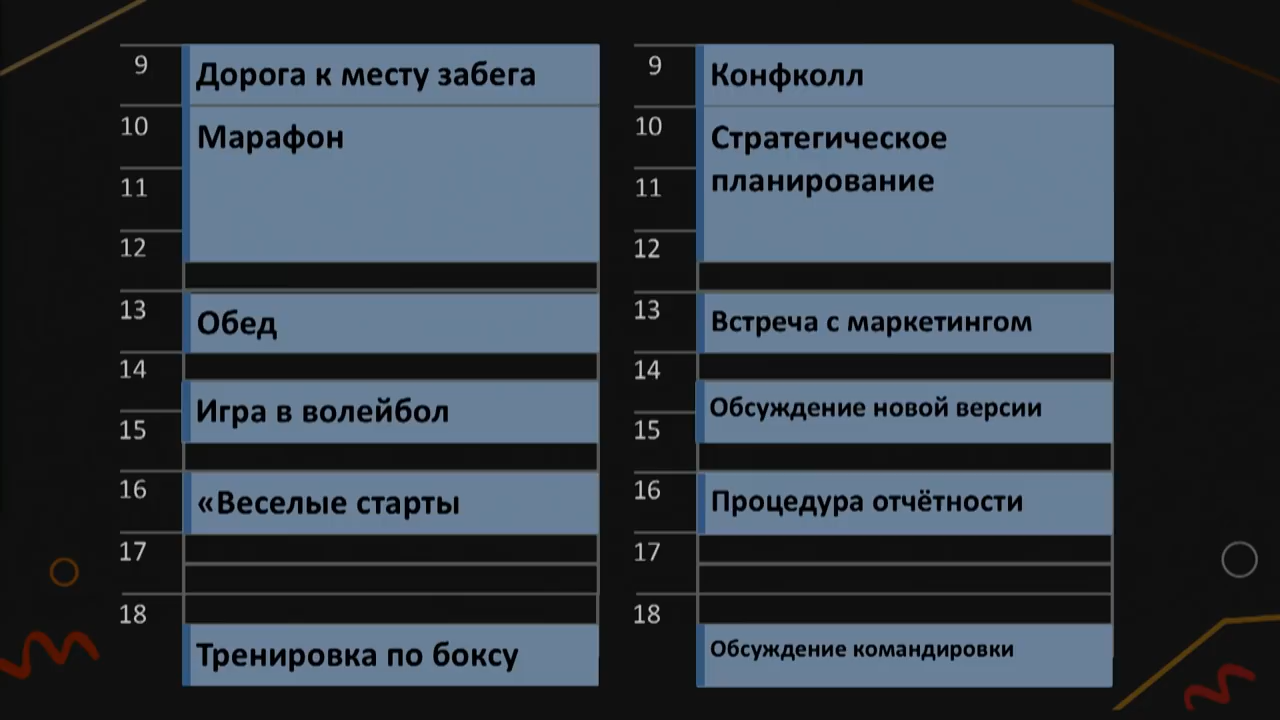 9
Дорога к месту забега
10
Марафон
11
12
13
Обед
14
Игра в волейбол
15
16
«Веселые старты
17
18
Тренировка по боксу
9
Конфколл
10
Стратегическое
планирование
11
12
13
Встреча с маркетингом
14
Обсуждение новой версии
15
16
Процедура отчётности
17
18
Обсуждение командировки